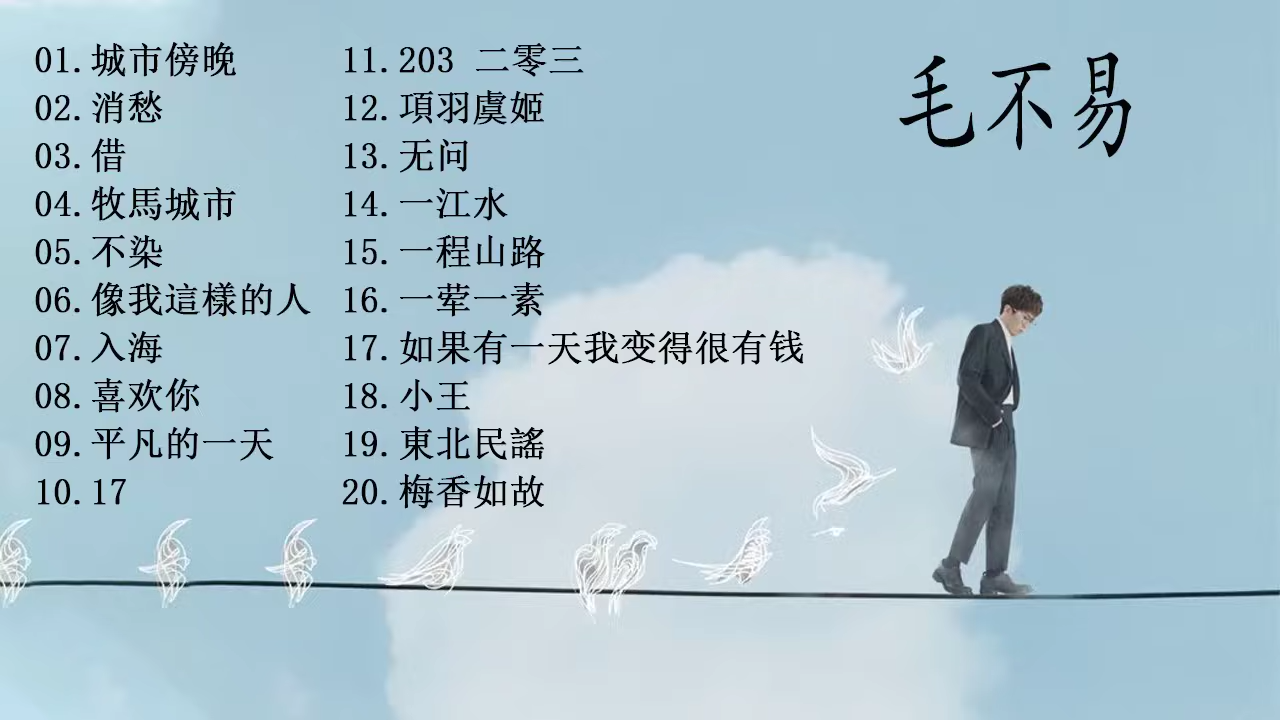 01.城市傍晚
02.消愁
03.借
04.牧馬城市
05.不染
06.像我這樣的人
07.入海
08.喜欢你
09.平凡的一天
10.17
11.203 二零三
12.項羽虞姬
13.无问
14.一江水
15.一程山路
16.一荤一素
17.如果有一天我变得很有钱
18.小王
19.東北民謠
20.梅香如故
毛不易